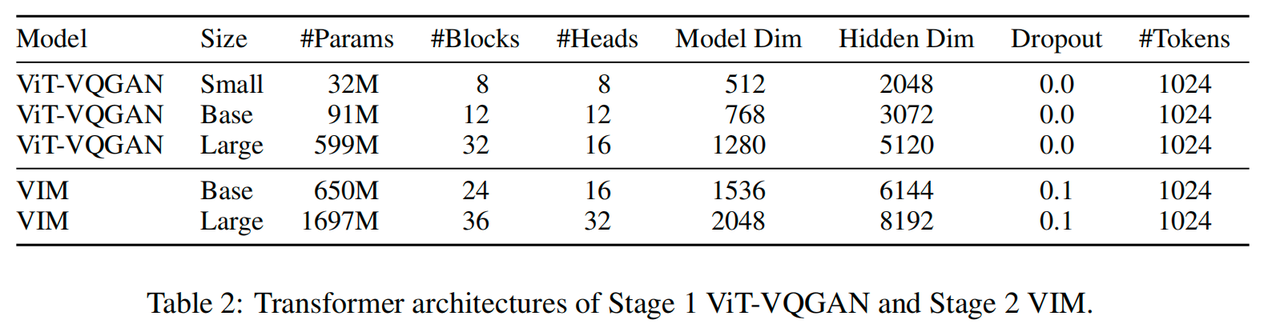 Model Size #Params #Blocks #Heads Model Dim Hidden Dim Dropout #Tokens
ViT-VQGAN Small 32M 8 8 512 2048 0.0 1024
ViT-VQGAN Base 91M 12 12 768 3072 0.0 1024
ViT-VQGAN Large 599M 32 16 1280 5120 0.0 1024
VIM Base 650M 24 16 1536 6144 0.1 1024
VIM Large 1697M 36 32 2048 8192 0.1 1024
Table 2: Transformer architectures of Stage 1 ViT-VQGAN and Stage 2 VIM.